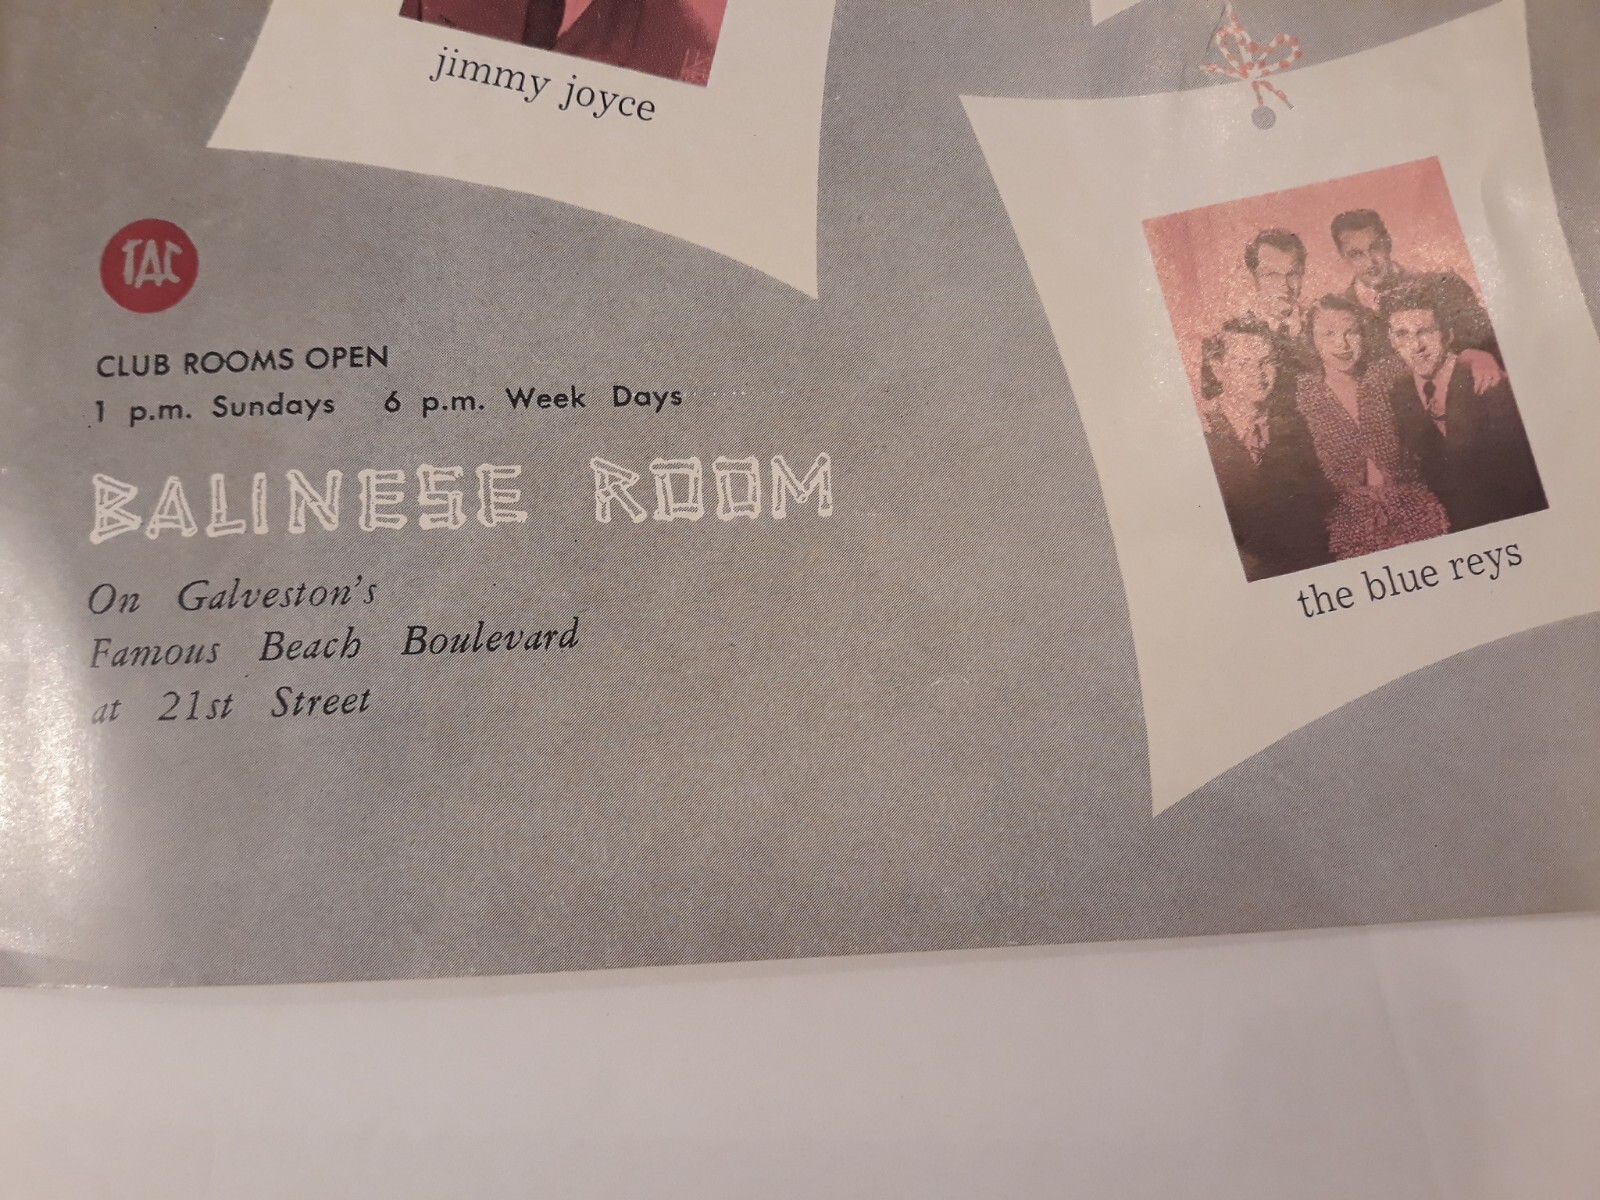 jimmy joyce
TAC
CLUB ROOMS OPEN
1 p.m. Sundays 6 p.m. Week Days
BALINESE ROOM
On Galveston's
Famous Beach Boulevard
at 21st Street
the blue reys